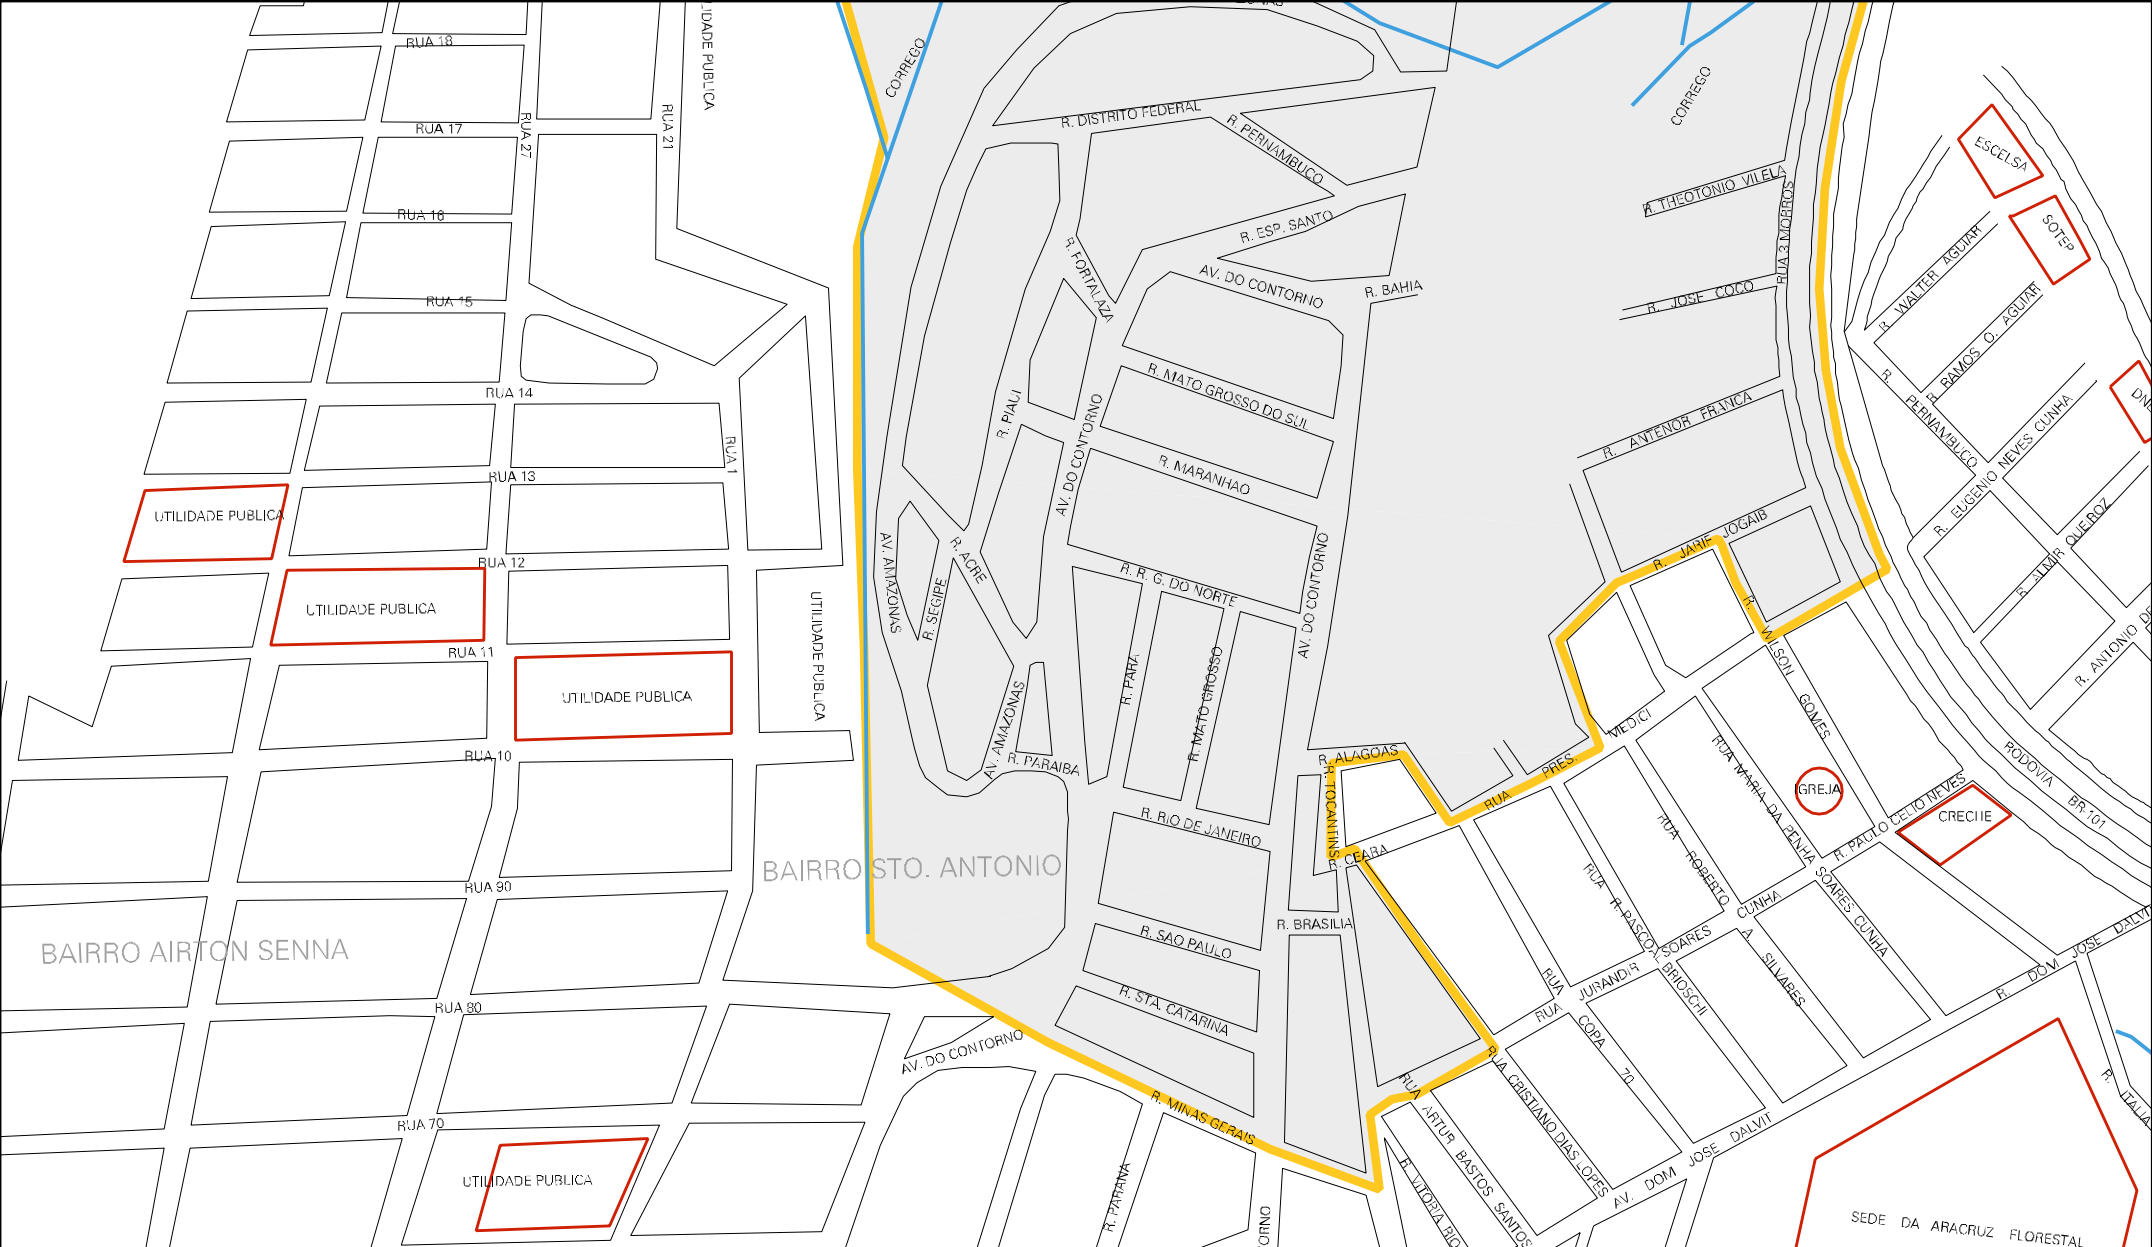 RUA 18
RUA 17
RUA 27
RUA 21
UTILIDADE PUBLICA
RUA 16
RUA 15
RUA 14
RUA 1
RUA 13
UTILIDADE PUBLICA
RUA 12
UTILIDADE PUBLICA
RUA 11
UTILIDADE PUBLICA
UTILIDADE PUBLICA
RUA 10
RUA 90
BAIRRO STO. ANTONIO
BAIRRO AIRTON SENNA
RUA 80
RUA 70
UTILIDADE PUBLICA
CORREGO
CORREGO
R. DISTRITO FEDERAL
R. PERNAMBUCO
R. ESP. SANTO
R. FORTALAZA
AV. DO CONTORNO
R. BAHIA
R. THEOTONIO VILELA
RUA 3 MORROS
R. JOSE COCO
R. MATO GROSSO DO SUL
R. PIAUI
AV. DO CONTORNO
R. MARANHAO
R. ANTENOR FRANCA
R. JARIF JOGAIB
AV. AMAZONAS
R. ACRE
R. SEGIPE
R. R. G. DO NORTE
AV. DO CONTORNO
R. PARA
R. MATO GROSSO
AV. AMAZONAS
R. PARAIBA
R. ALAGOAS
R. TOCANTINS
R. RIO DE JANEIRO
R. CEARA
R. BRASILIA
R. SAO PAULO
R. STA. CATARINA
AV. DO CONTORNO
R. MINAS GERAIS
R. PARANA
ORNO
ESCELSA
SOTEP
R. WALTER AGUIAR
R. RAMOS O. AGUIAR
R. PERNAMBUCO
R. EUGENIO NEVES CUNHA
R. ALMIR QUEIROZ
R. ANTONIO DE
R. WILSON GOMES
RUA PRES. MEDICI
RUA MARIA DA PENHA SOARES CUNHA
IGREJA
R. PAULO CELIO NEVES
CRECHE
RODOVIA BR-101
RUA ROBERTO A SILVARES
RUA R. PASCOAL BRIOSCHI
RUA JURANDIR SOARES CUNHA
RUA COPA 70
R. DOM JOSE DALVIT
RUA CRISTIANO DIAS LOPES
RUA ARTUR BASTOS SANTOS
R. VITORIA RIO
AV. DOM JOSE DALVIT
R. ITALIA
SEDE DA ARACRUZ FLORESTAL